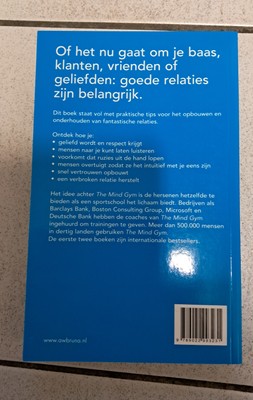 Of het nu gaat om je baas,
klanten, vrienden of
geliefden: goede relaties
zijn belangrijk.
Dit boek staat vol met praktische tips voor het opbouwen en
onderhouden van fantastische relaties.
Ontdek hoe je:
• geliefd wordt en respect krijgt
• mensen naar je kunt laten luisteren
• voorkomt dat ruzies uit de hand lopen
• mensen overtuigt zodat ze het intuïtief met je eens zijn
• snel vertrouwen opbouwt
• een verbroken relatie herstelt
Het idee achter The Mind Gym is de hersenen hetzelfde te
bieden als een sportschool het lichaam biedt. Bedrijven als
Barclays Bank, Boston Consulting Group, Microsoft en
Deutsche Bank hebben de coaches van The Mind Gym
ingehuurd om trainingen te geven. Meer dan 500.000 mensen
in dertig landen gebruiken The Mind Gym.
De eerste twee boeken zijn internationale bestsellers.
www.awbruna.nl